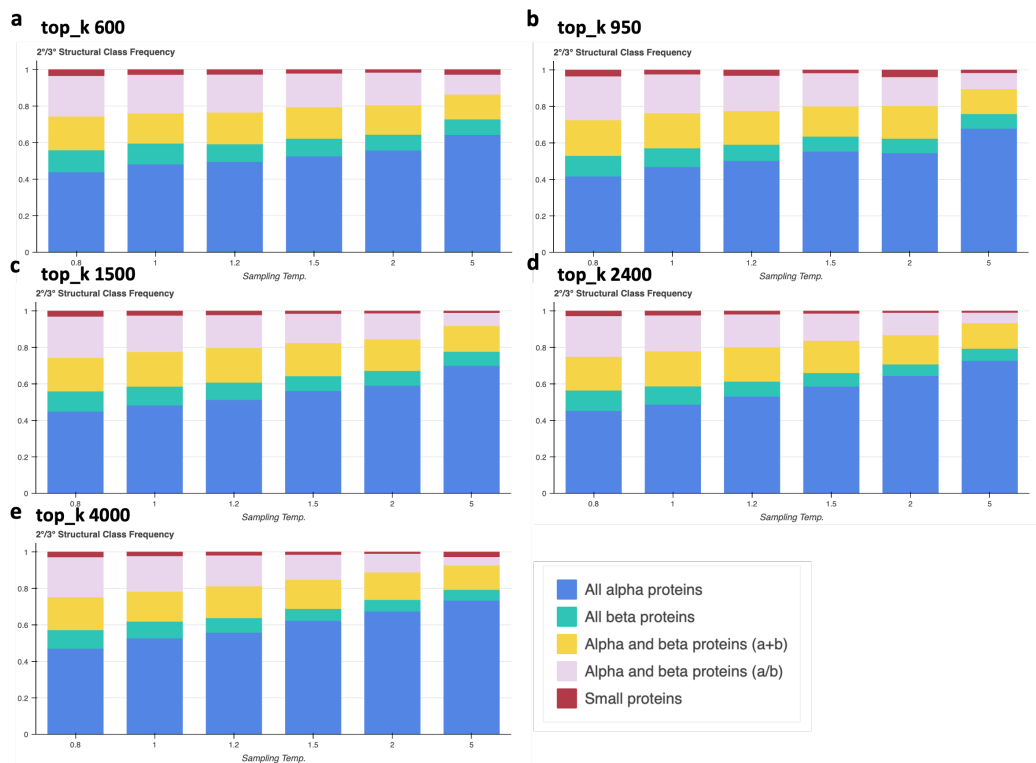 a top_k 600
2°/3° Structural Class Frequency
1
0.8
0.6
0.4
0.2
0
0.8 1 1.2 1.5 2 5
Sampling Temp.
b top_k 950
2°/3° Structural Class Frequency
1
0.8
0.6
0.4
0.2
0
0.8 1 1.2 1.5 2 5
Sampling Temp.
c top_k 1500
2°/3° Structural Class Frequency
1
0.8
0.6
0.4
0.2
0
0.8 1 1.2 1.5 2 5
Sampling Temp.
d top_k 2400
2°/3° Structural Class Frequency
1
0.8
0.6
0.4
0.2
0
0.8 1 1.2 1.5 2 5
Sampling Temp.
e top_k 4000
2°/3° Structural Class Frequency
1
0.8
0.6
0.4
0.2
0
0.8 1 1.2 1.5 2 5
Sampling Temp.
All alpha proteins
All beta proteins
Alpha and beta proteins (a+b)
Alpha and beta proteins (a/b)
Small proteins